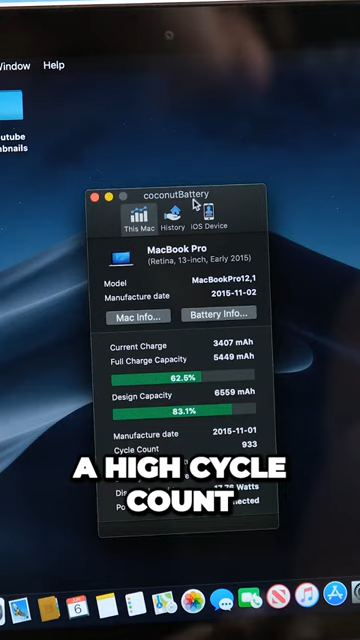 Window Help
utube
bnails
coconutBattery
This Mac History iOS Device
MacBook Pro
(Retina, 13-inch, Early 2015)
Model MacBookPro12,1
Manufacture date 2015-11-02
Mac Info... Battery Info...
Current Charge 3407 mAh
Full Charge Capacity 5449 mAh
62.5%
Design Capacity 6559 mAh
83.1%
Manufacture date 2015-11-01
Cycle Count 933
A HIGH CYCLE
COUNT
17.76 Watts
6